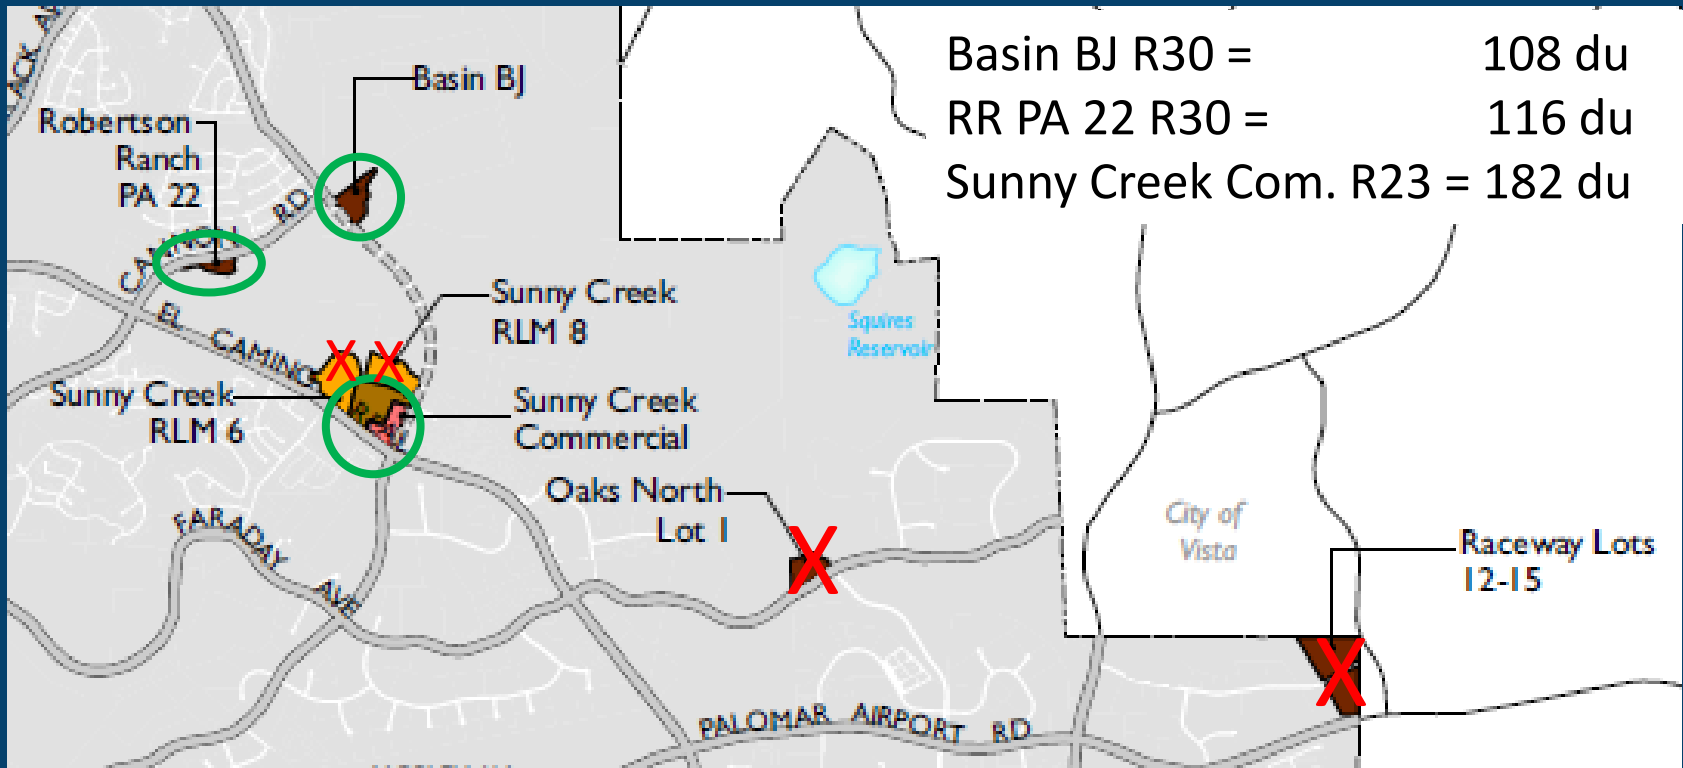 Basin BJ R30 = 108 du
RR PA 22 R30 = 116 du
Sunny Creek Com. R23 = 182 du
Basin BJ
Robertson
Ranch
PA 22
RD
CANNON
EL CAMINO REAL
Sunny Creek
RLM 8
Sunny Creek
RLM 6
Sunny Creek
Commercial
Squires
Reservoir
Oaks North
Lot 1
FARADAY AVE
City of
Vista
Raceway Lots
12-15
PALOMAR AIRPORT RD